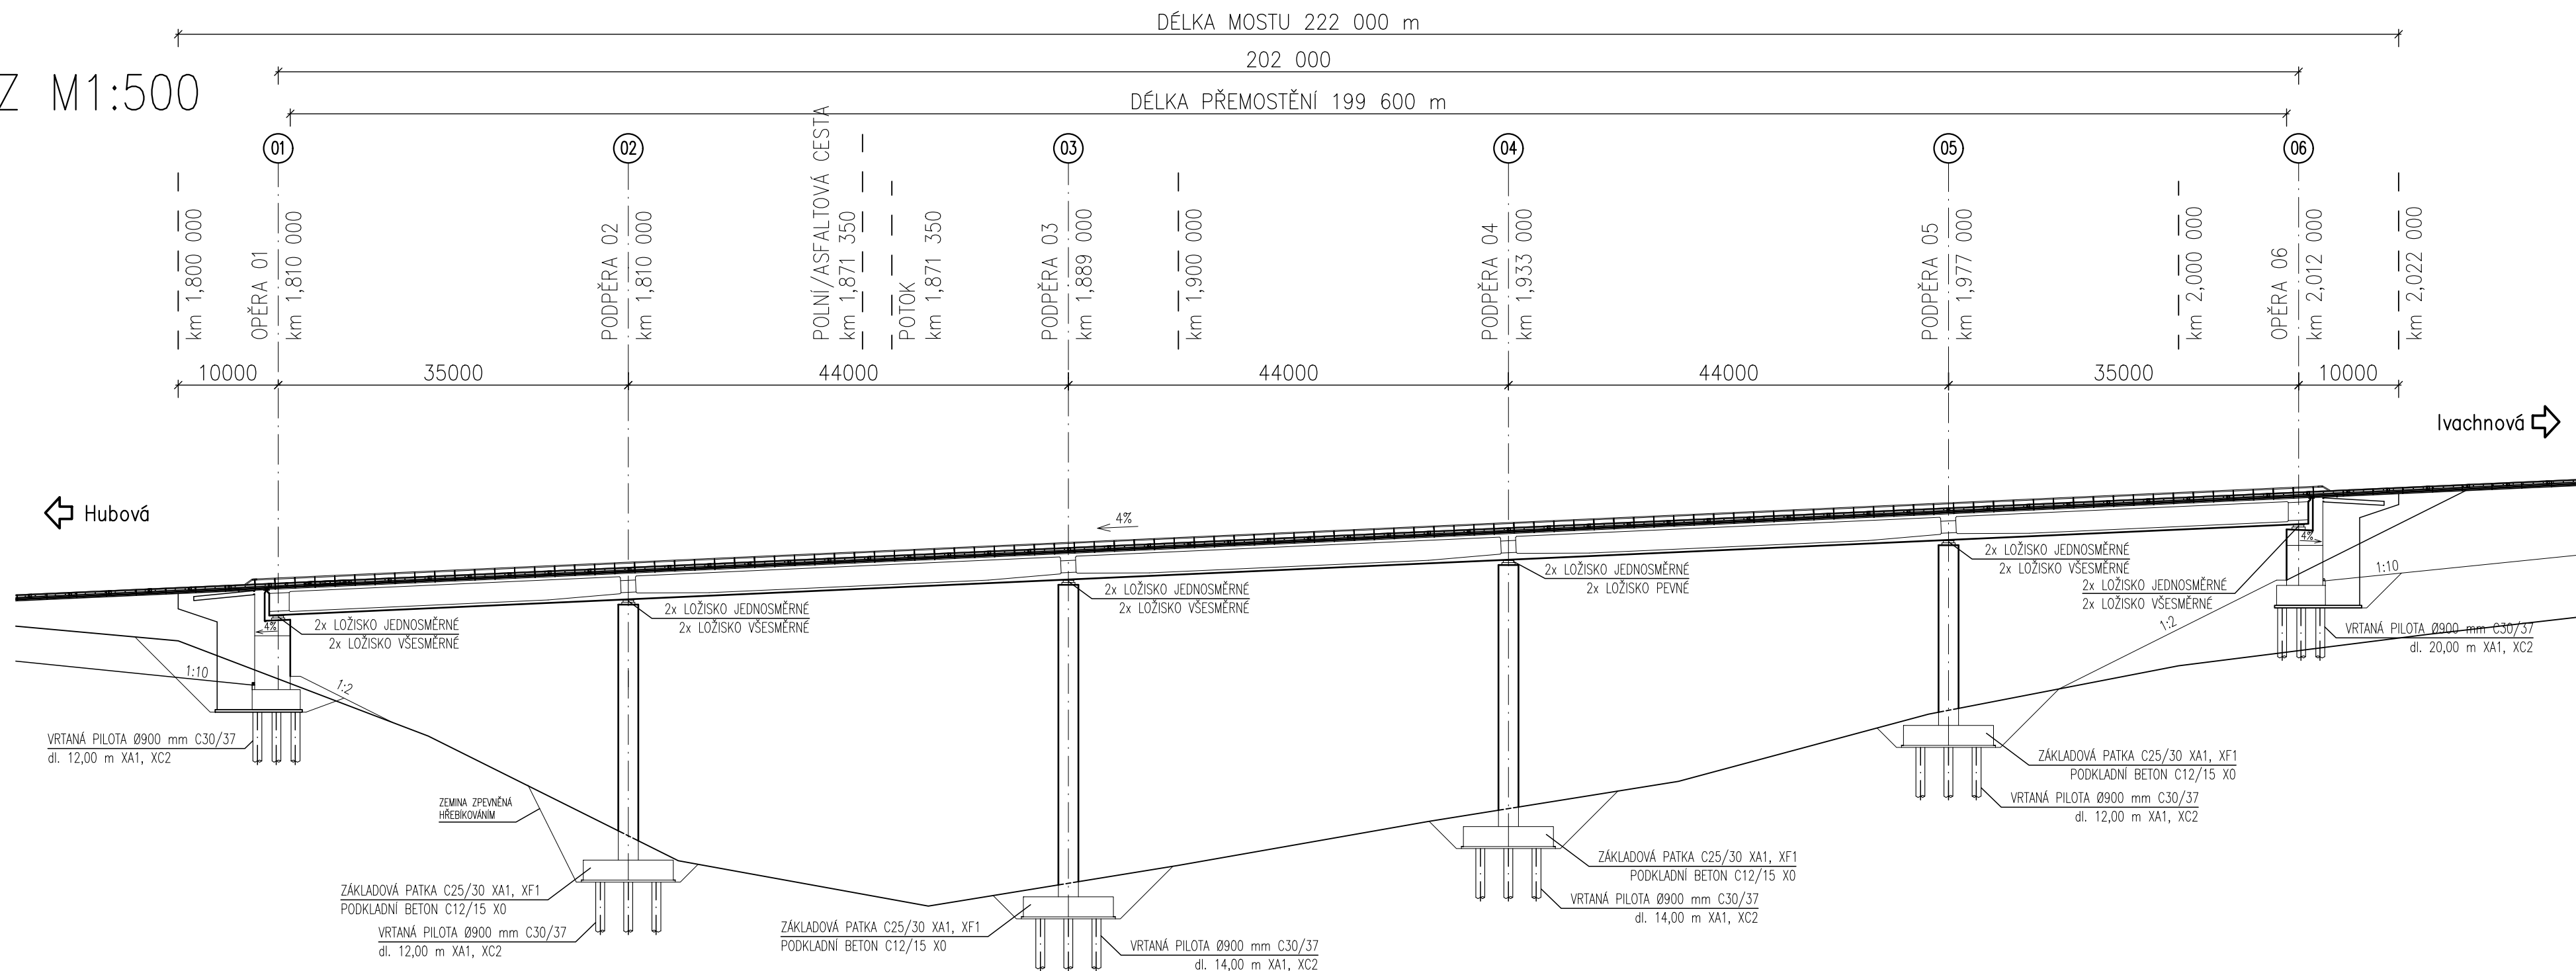 DÉLKA MOSTU 222 000 m
202 000
Z M1:500
DÉLKA PŘEMOSTĚNÍ 199 600 m
01
02
03
04
05
06
km 1,800 000
OPĚRA 01
km 1,810 000
PODPĚRA 02
km 1,810 000
POLNÍ/ASFALTOVÁ CESTA
km 1,871 350
POTOK
km 1,871 350
PODPĚRA 03
km 1,889 000
km 1,900 000
PODPĚRA 04
km 1,933 000
PODPĚRA 05
km 1,977 000
km 2,000 000
OPĚRA 06
km 2,012 000
km 2,022 000
10000
35000
44000
44000
44000
35000
10000
Ivachnová
Hubová
4%
4%
2x LOŽISKO JEDNOSMĚRNÉ
2x LOŽISKO VŠESMĚRNÉ
2x LOŽISKO JEDNOSMĚRNÉ
2x LOŽISKO PEVNÉ
2x LOŽISKO JEDNOSMĚRNÉ
2x LOŽISKO VŠESMĚRNÉ
1:10
2x LOŽISKO JEDNOSMĚRNÉ
2x LOŽISKO VŠESMĚRNÉ
2x LOŽISKO JEDNOSMĚRNÉ
2x LOŽISKO VŠESMĚRNÉ
4%
2x LOŽISKO JEDNOSMĚRNÉ
2x LOŽISKO VŠESMĚRNÉ
1:2
VRTANÁ PILOTA Ø900 mm C30/37
dl. 20,00 m XA1, XC2
1:10
1:2
VRTANÁ PILOTA Ø900 mm C30/37
dl. 12,00 m XA1, XC2
ZÁKLADOVÁ PATKA C25/30 XA1, XF1
PODKLADNÍ BETON C12/15 X0
VRTANÁ PILOTA Ø900 mm C30/37
dl. 12,00 m XA1, XC2
ZEMINA ZPEVNĚNÁ
HŘEBÍKOVÁNÍM
ZÁKLADOVÁ PATKA C25/30 XA1, XF1
PODKLADNÍ BETON C12/15 X0
VRTANÁ PILOTA Ø900 mm C30/37
dl. 14,00 m XA1, XC2
ZÁKLADOVÁ PATKA C25/30 XA1, XF1
PODKLADNÍ BETON C12/15 X0
VRTANÁ PILOTA Ø900 mm C30/37
dl. 12,00 m XA1, XC2
ZÁKLADOVÁ PATKA C25/30 XA1, XF1
PODKLADNÍ BETON C12/15 X0
VRTANÁ PILOTA Ø900 mm C30/37
dl. 14,00 m XA1, XC2